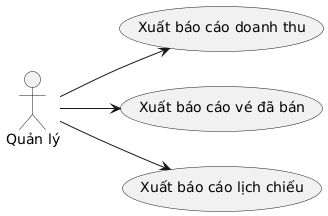 Xuất báo cáo doanh thu
Xuất báo cáo vé đã bán
Quản lý
Xuất báo cáo lịch chiếu